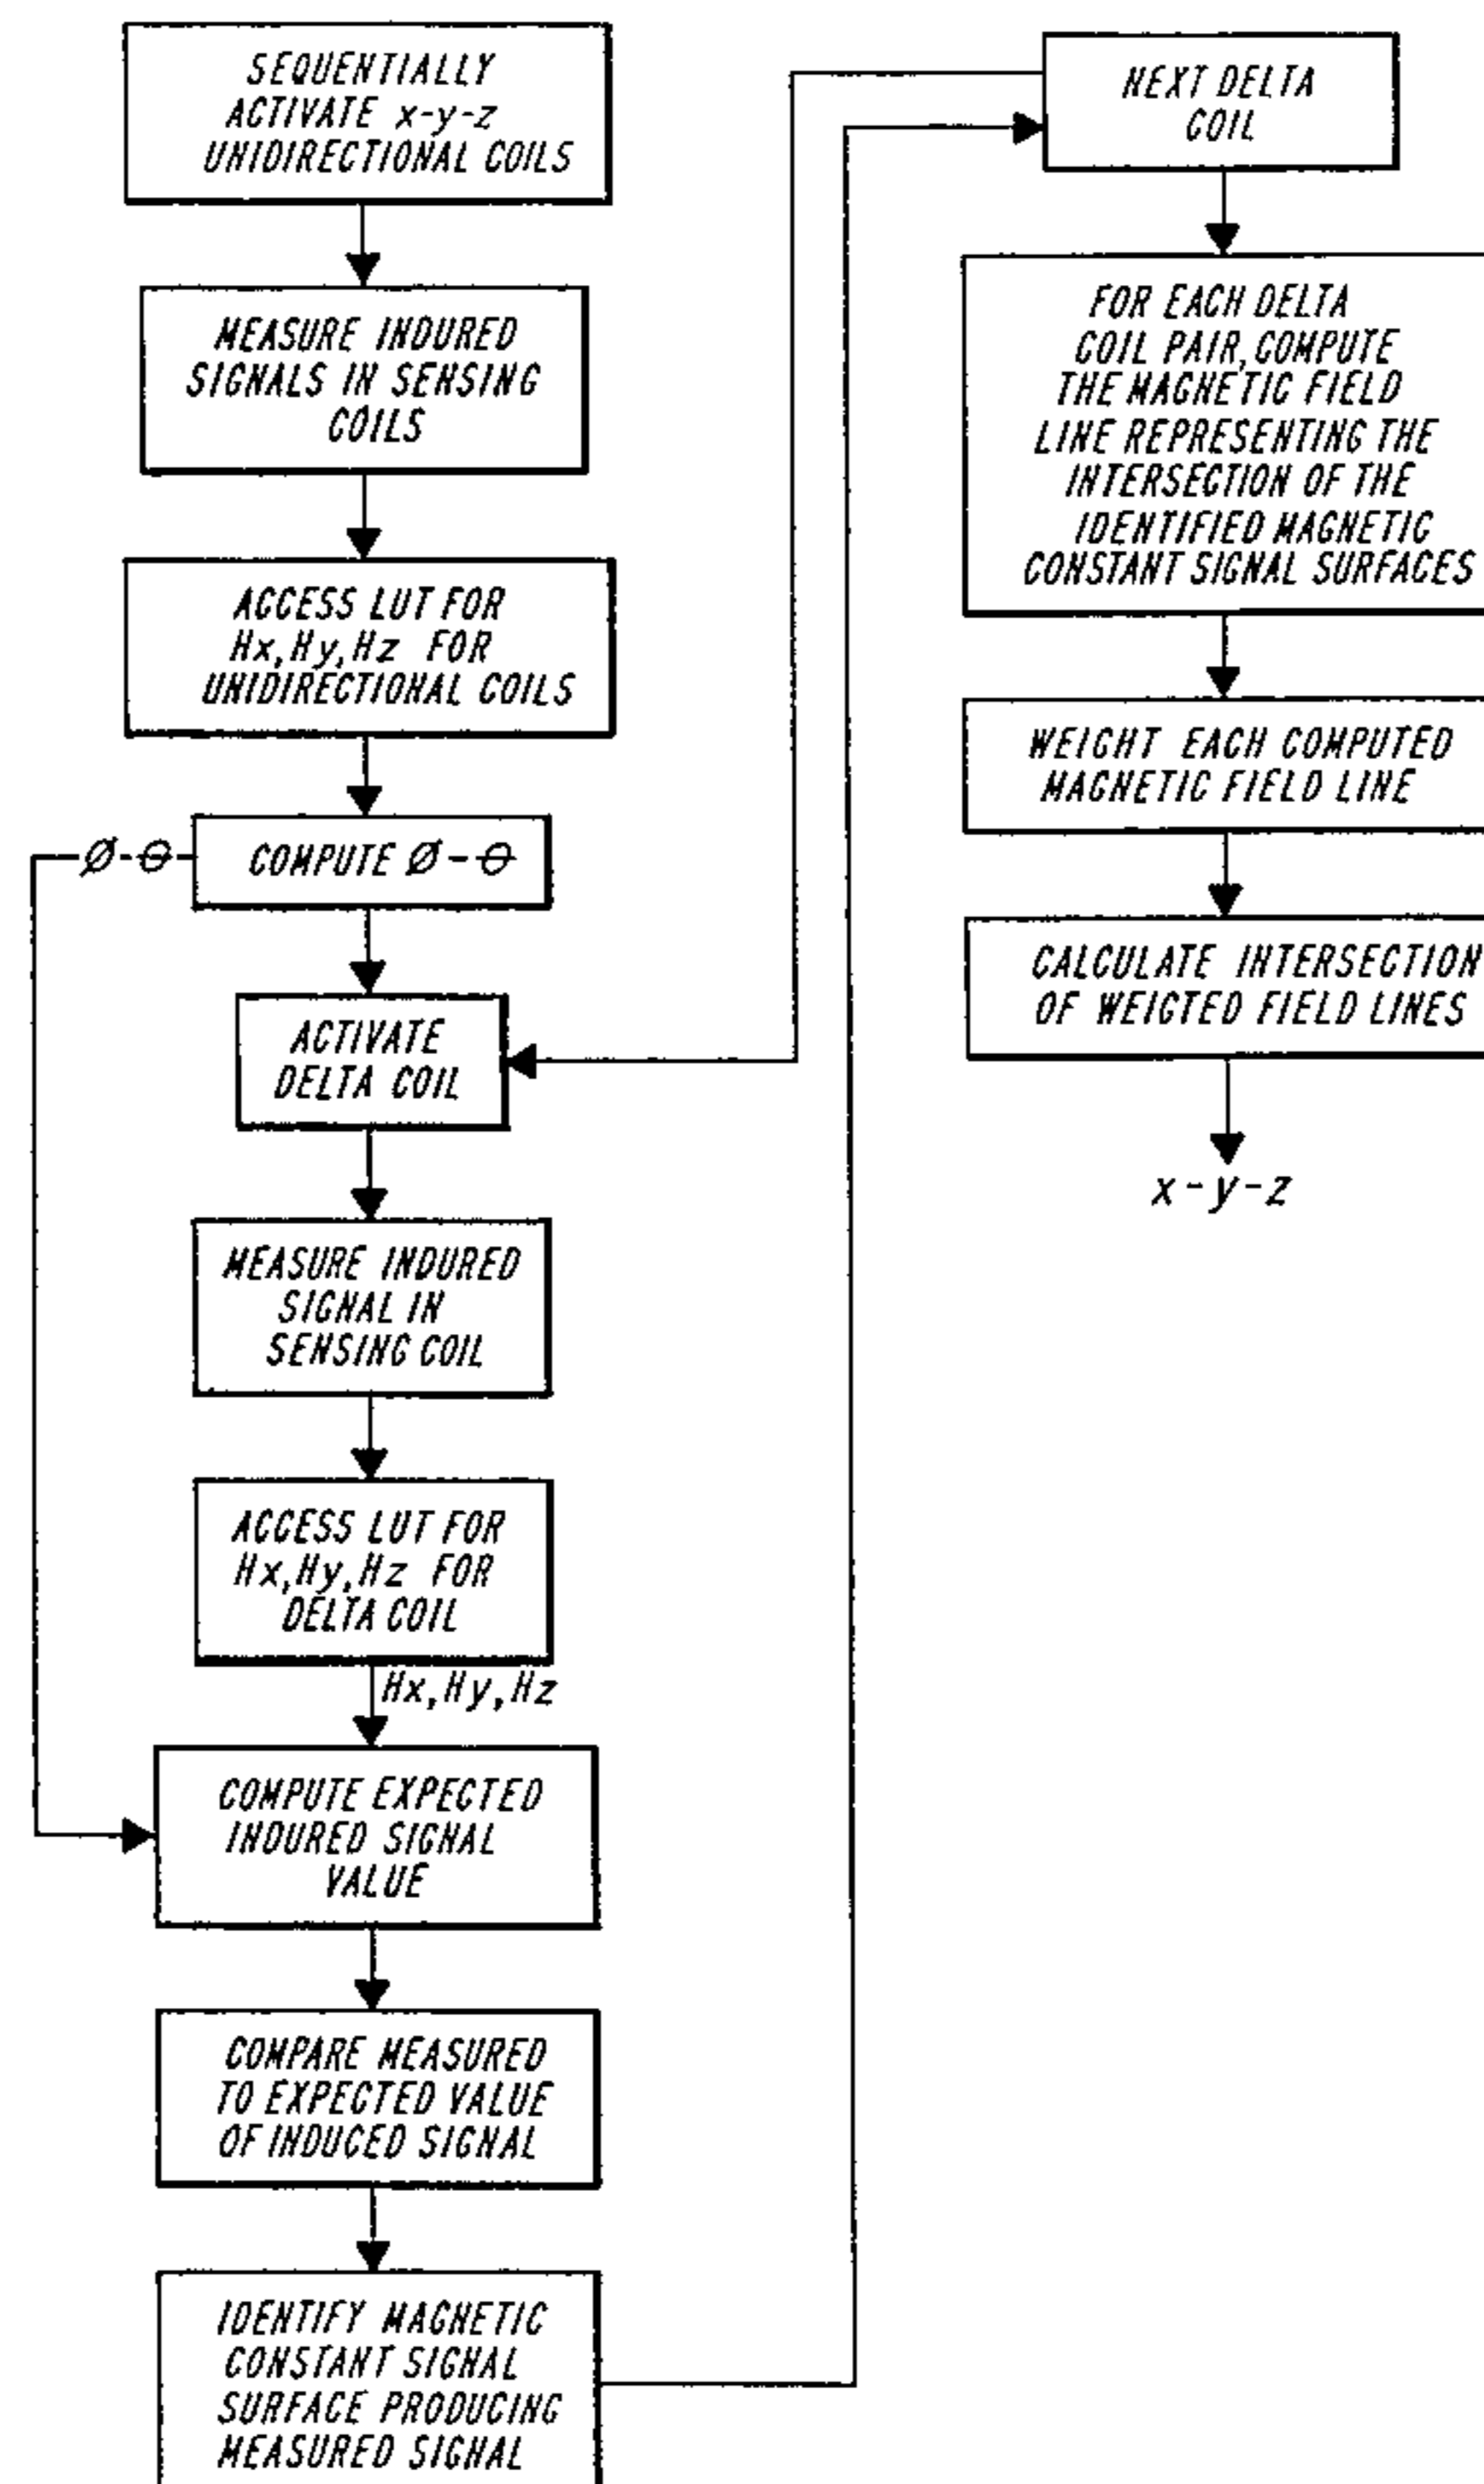 SEQUENTIALLY
ACTIVATE x-y-z
UNIDIRECTIONAL COILS
MEASURE INDURED
SIGNALS IN SENSING
COILS
ACCESS LUT FOR
Hx,Hy,Hz FOR
UNIDIRECTIONAL COILS
Ø-θ
COMPUTE Ø-θ
ACTIVATE
DELTA COIL
MEASURE INDURED
SIGNAL IN
SENSING COIL
ACCESS LUT FOR
Hx,Hy,Hz FOR
DELTA COIL
Hx,Hy,Hz
COMPUTE EXPECTED
INDURED SIGNAL
VALUE
COMPARE MEASURED
TO EXPECTED VALUE
OF INDUCED SIGNAL
IDENTIFY MAGNETIC
CONSTANT SIGNAL
SURFACE PRODUCING
MEASURED SIGNAL
NEXT DELTA
COIL
FOR EACH DELTA
COIL PAIR, COMPUTE
THE MAGNETIC FIELD
LINE REPRESENTING THE
INTERSECTION OF THE
IDENTIFIED MAGNETIC
CONSTANT SIGNAL SURFACES
WEIGHT EACH COMPUTED
MAGNETIC FIELD LINE
CALCULATE INTERSECTION
OF WEIGTED FIELD LINES
x-y-z